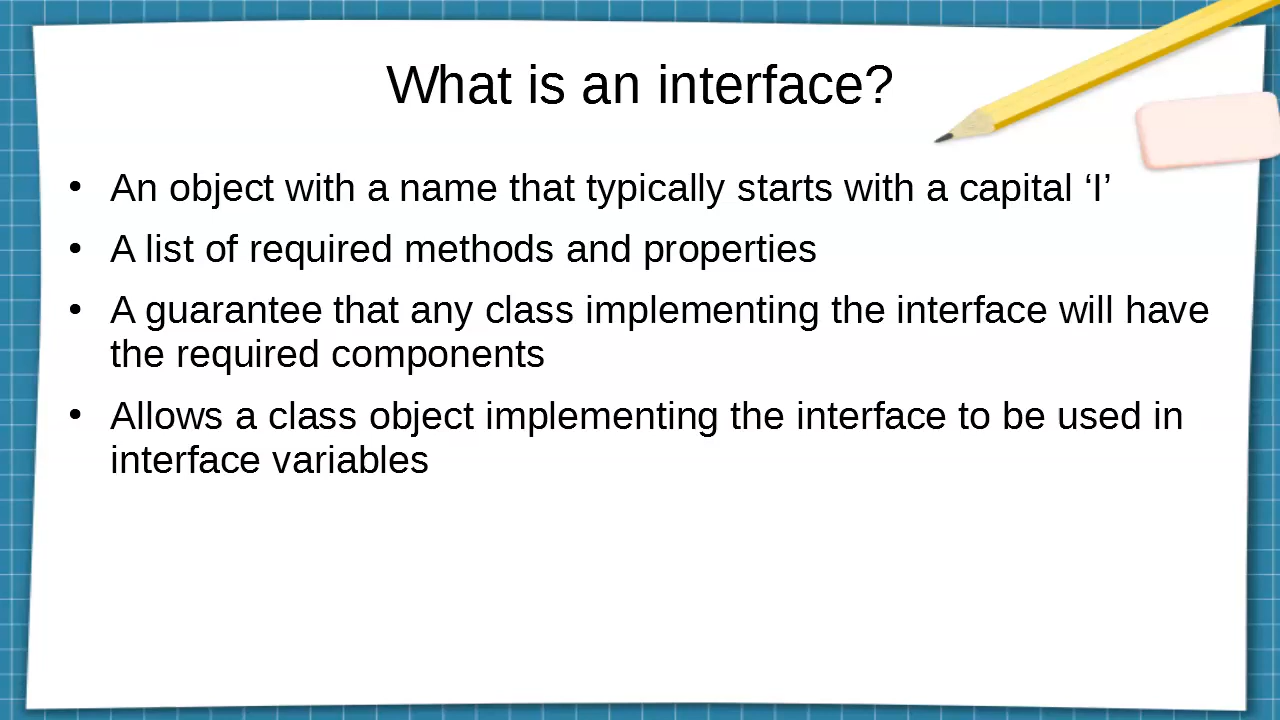 What is an interface?
• An object with a name that typically starts with a capital ‘I’
• A list of required methods and properties
• A guarantee that any class implementing the interface will have
the required components
• Allows a class object implementing the interface to be used in
interface variables